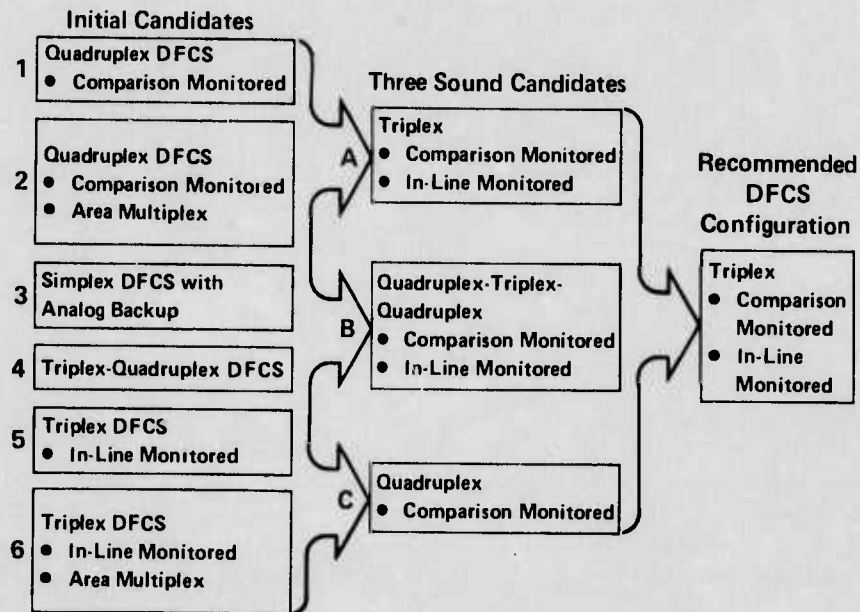 Initial Candidates
1
Quadruplex DFCS
● Comparison Monitored
2
Quadruplex DFCS
● Comparison Monitored
● Area Multiplex
3
Simplex DFCS with
Analog Backup
4
Triplex-Quadruplex DFCS
5
Triplex DFCS
● In-Line Monitored
6
Triplex DFCS
● In-Line Monitored
● Area Multiplex
Three Sound Candidates
A
Triplex
● Comparison Monitored
● In-Line Monitored
B
Quadruplex-Triplex-
Quadruplex
● Comparison Monitored
● In-Line Monitored
C
Quadruplex
● Comparison Monitored
Recommended
DFCS
Configuration
Triplex
● Comparison
Monitored
● In-Line
Monitored